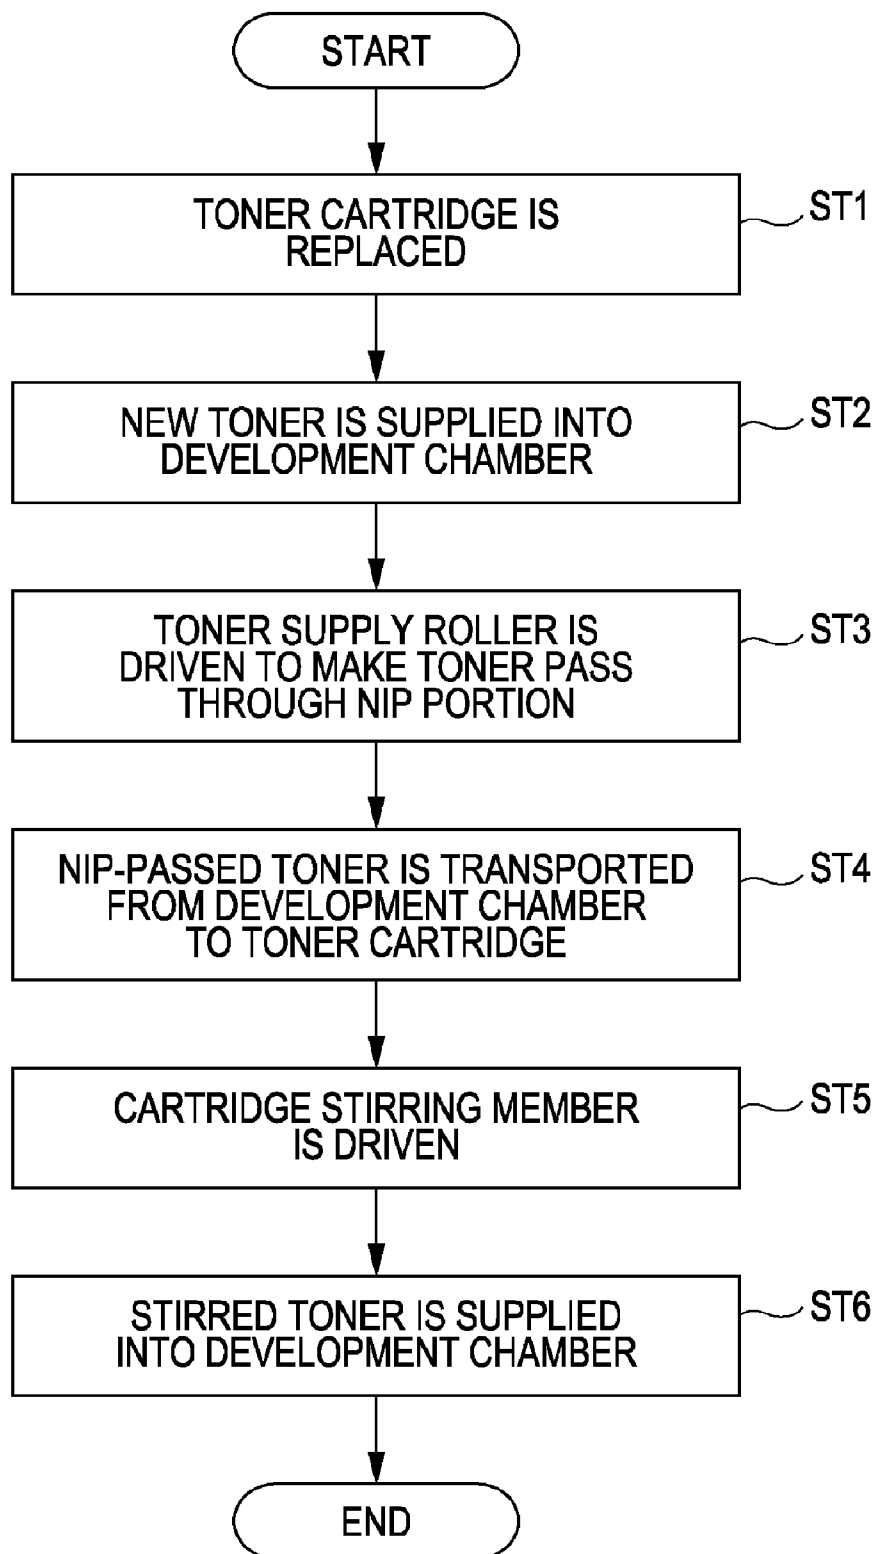 START
TONER CARTRIDGE IS
REPLACED
ST1
NEW TONER IS SUPPLIED INTO
DEVELOPMENT CHAMBER
ST2
TONER SUPPLY ROLLER IS
DRIVEN TO MAKE TONER PASS
THROUGH NIP PORTION
ST3
NIP-PASSED TONER IS TRANSPORTED
FROM DEVELOPMENT CHAMBER
TO TONER CARTRIDGE
ST4
CARTRIDGE STIRRING MEMBER
IS DRIVEN
ST5
STIRRED TONER IS SUPPLIED
INTO DEVELOPMENT CHAMBER
ST6
END